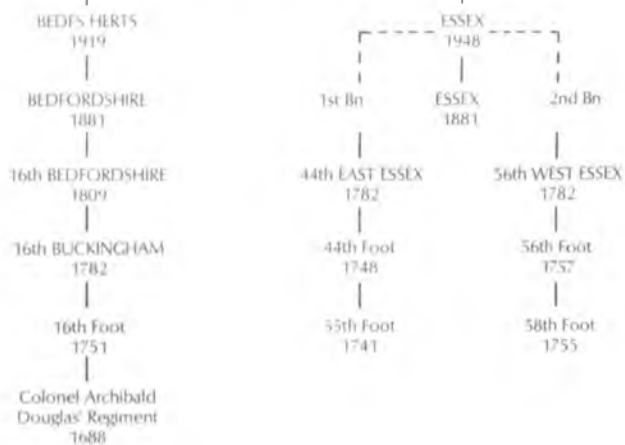 BEDFS HERTS
1919
BEDFORDSHIRE
1881
16th BEDFORDSHIRE
1809
16th BUCKINGHAM
1782
16th Foot
1751
Colonel Archibald
Douglas' Regiment
1688
ESSEX
1948
1st Bn
ESSEX
1881
2nd Bn
44th EAST ESSEX
1782
44th Foot
1748
55th Foot
1741
56th WEST ESSEX
1782
56th Foot
1757
58th Foot
1755